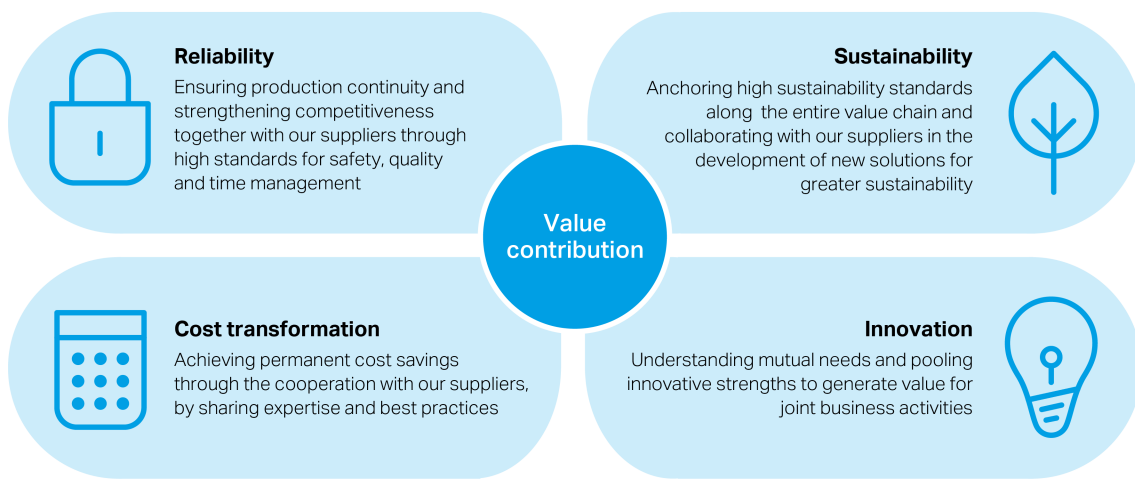 Reliability
Ensuring production continuity and
strengthening competitiveness
together with our suppliers through
high standards for safety, quality
and time management
Sustainability
Anchoring high sustainability standards
along  the entire value chain and
collaborating with our suppliers in the
development of new solutions for
greater sustainability
Value
contribution
Cost transformation
Achieving permanent cost savings
through the cooperation with our suppliers,
by sharing expertise and best practices
Innovation
Understanding mutual needs and pooling
innovative strengths to generate value for
joint business activities